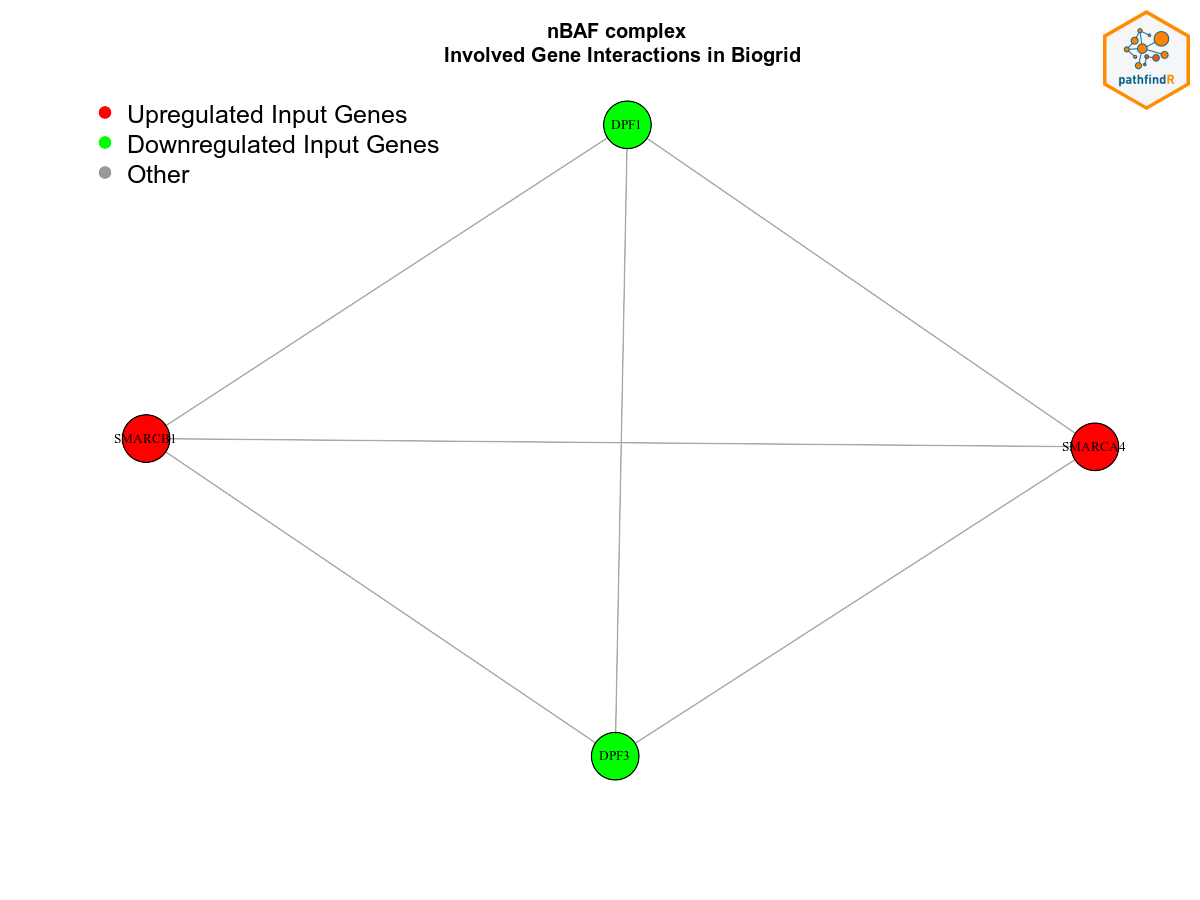 nBAF complex
Involved Gene Interactions in Biogrid
pathfindR
Upregulated Input Genes
Downregulated Input Genes
Other
DPF1
SMARCB1
SMARCA4
DPF3